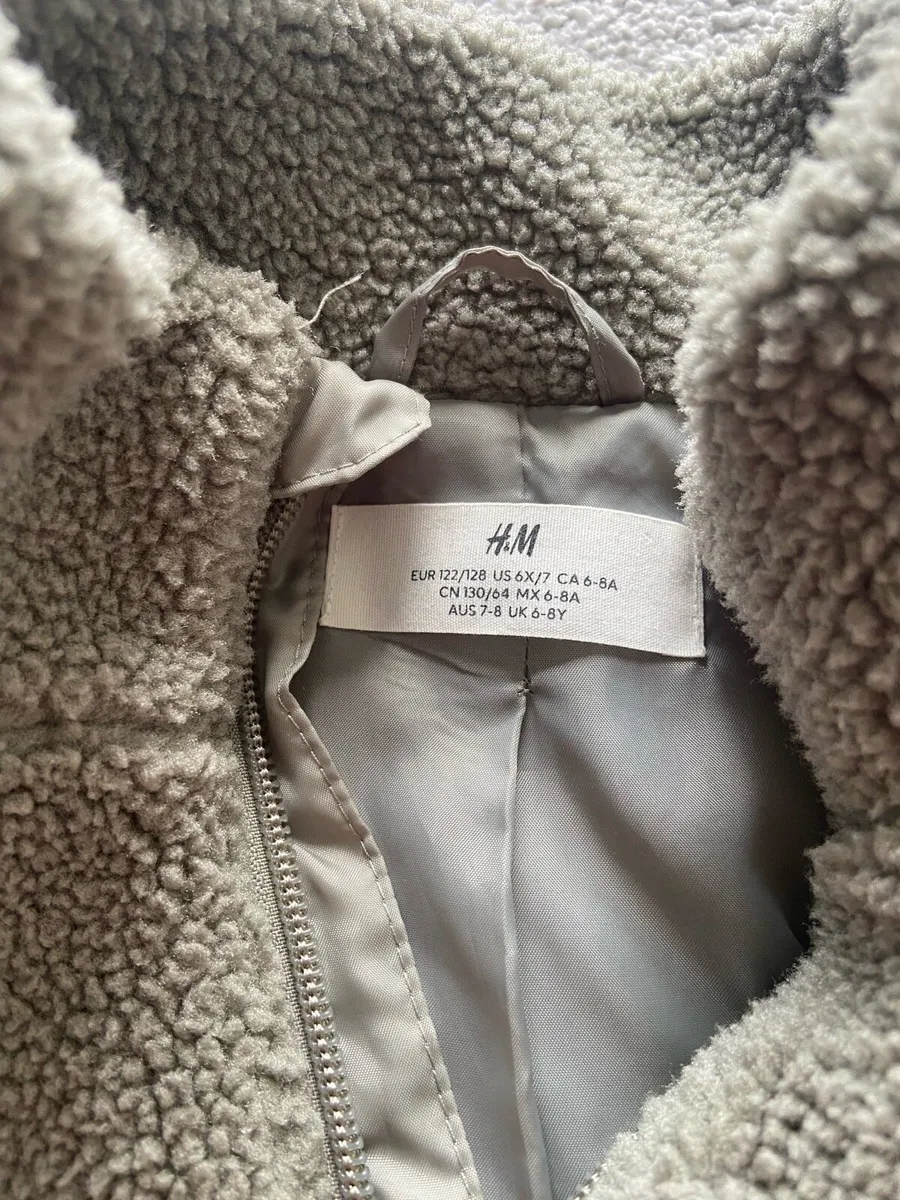 H&M
EUR 122/128 US 6X/7 CA 6-8A
CN 130/64 MX 6-8A
AUS 7-8 UK 6-8Y